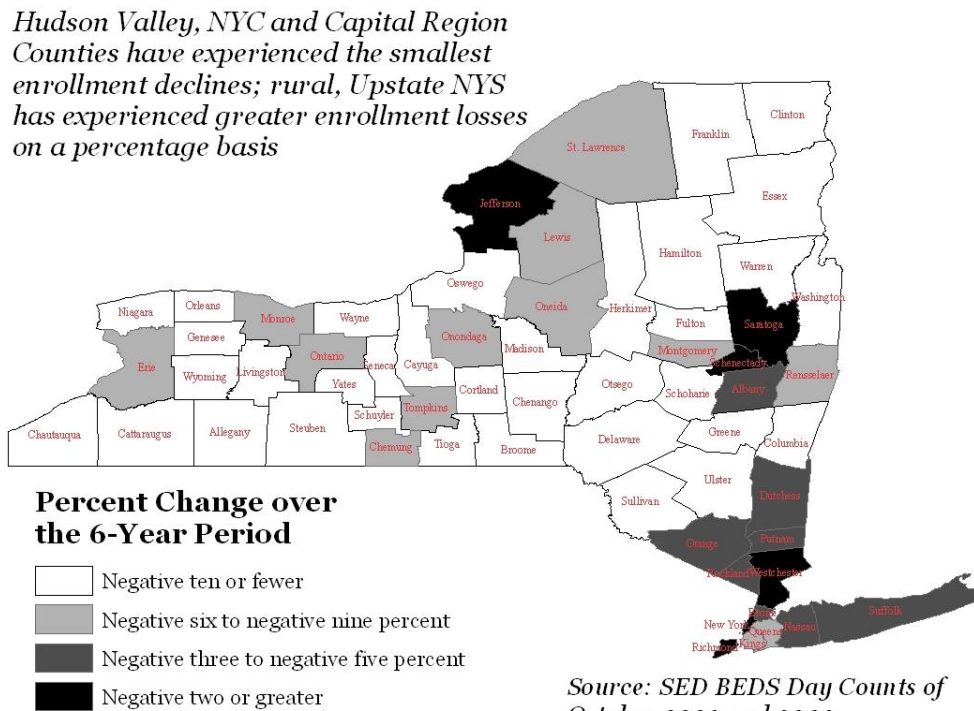 Hudson Valley, NYC and Capital Region
Counties have experienced the smallest
enrollment declines; rural, Upstate NYS
has experienced greater enrollment losses
on a percentage basis
Clinton
Franklin
St. Lawrence
Essex
Jefferson
Lewis
Hamilton
Warren
Oswego
Washington
Oneida
Herkimer
Niagara
Orleans
Monroe
Wayne
Fulton
Saratoga
Genesee
Onondaga
Madison
Montgomery
Schenectady
Erie
Ontario
Seneca
Cayuga
Rensselaer
Wyoming
Livingston
Yates
Cortland
Otsego
Schoharie
Albany
Chenango
Tompkins
Schuyler
Steuben
Chautauqua
Cattaraugus
Allegany
Chemung
Tioga
Broome
Delaware
Greene
Columbia
Ulster
Sullivan
Dutchess
Orange
Putnam
Rockland
Westchester
Bronx
New York
Queens
Nassau
Suffolk
Richmond
Kings
Percent Change over
the 6-Year Period
Negative ten or fewer
Negative six to negative nine percent
Negative three to negative five percent
Negative two or greater
Source: SED BEDS Day Counts of